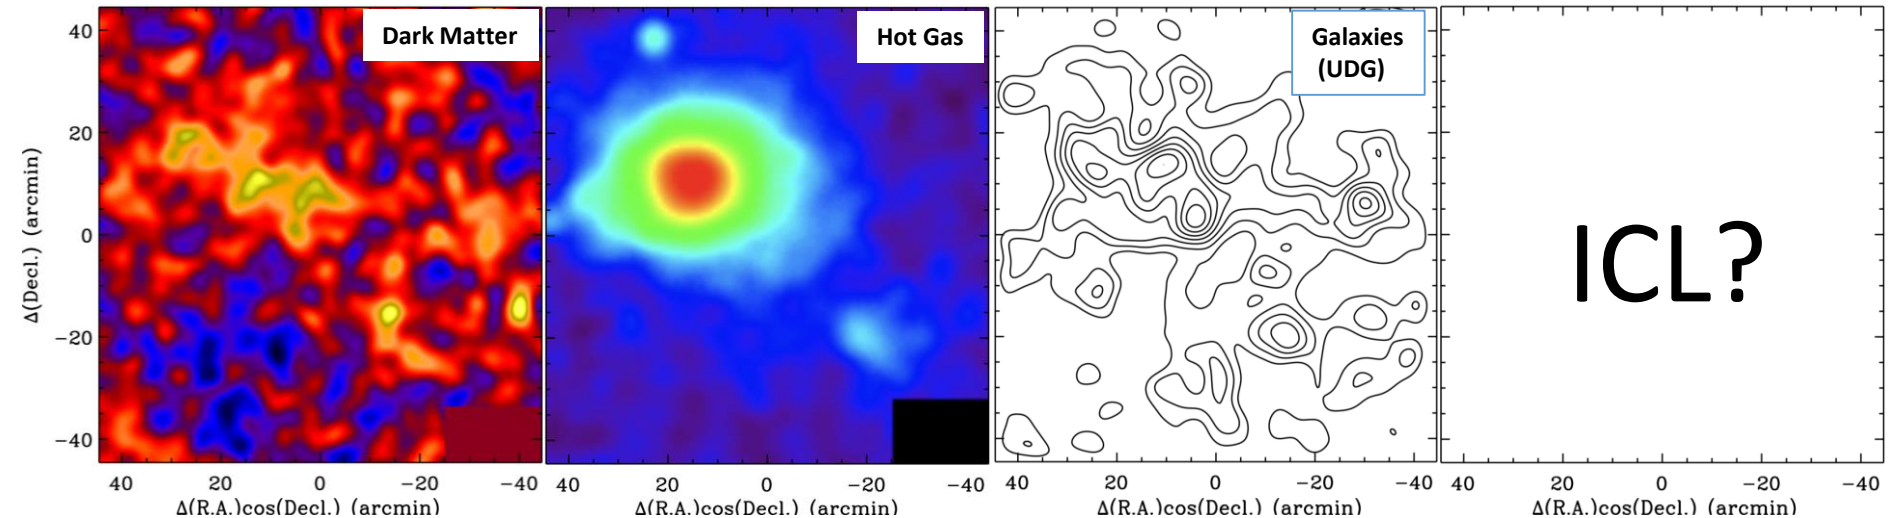 Dark Matter
Hot Gas
Galaxies
(UDG)
ICL?
Δ(Decl.) (arcmin)
40
20
0
−20
−40
40 20 0 −20 −40
40 20 0 −20 −40
40 20 0 −20 −40
40 20 0 −20 −40
Δ(R.A.)cos(Decl.) (arcmin)
Δ(R.A.)cos(Decl.) (arcmin)
Δ(R.A.)cos(Decl.) (arcmin)
Δ(R.A.)cos(Decl.) (arcmin)